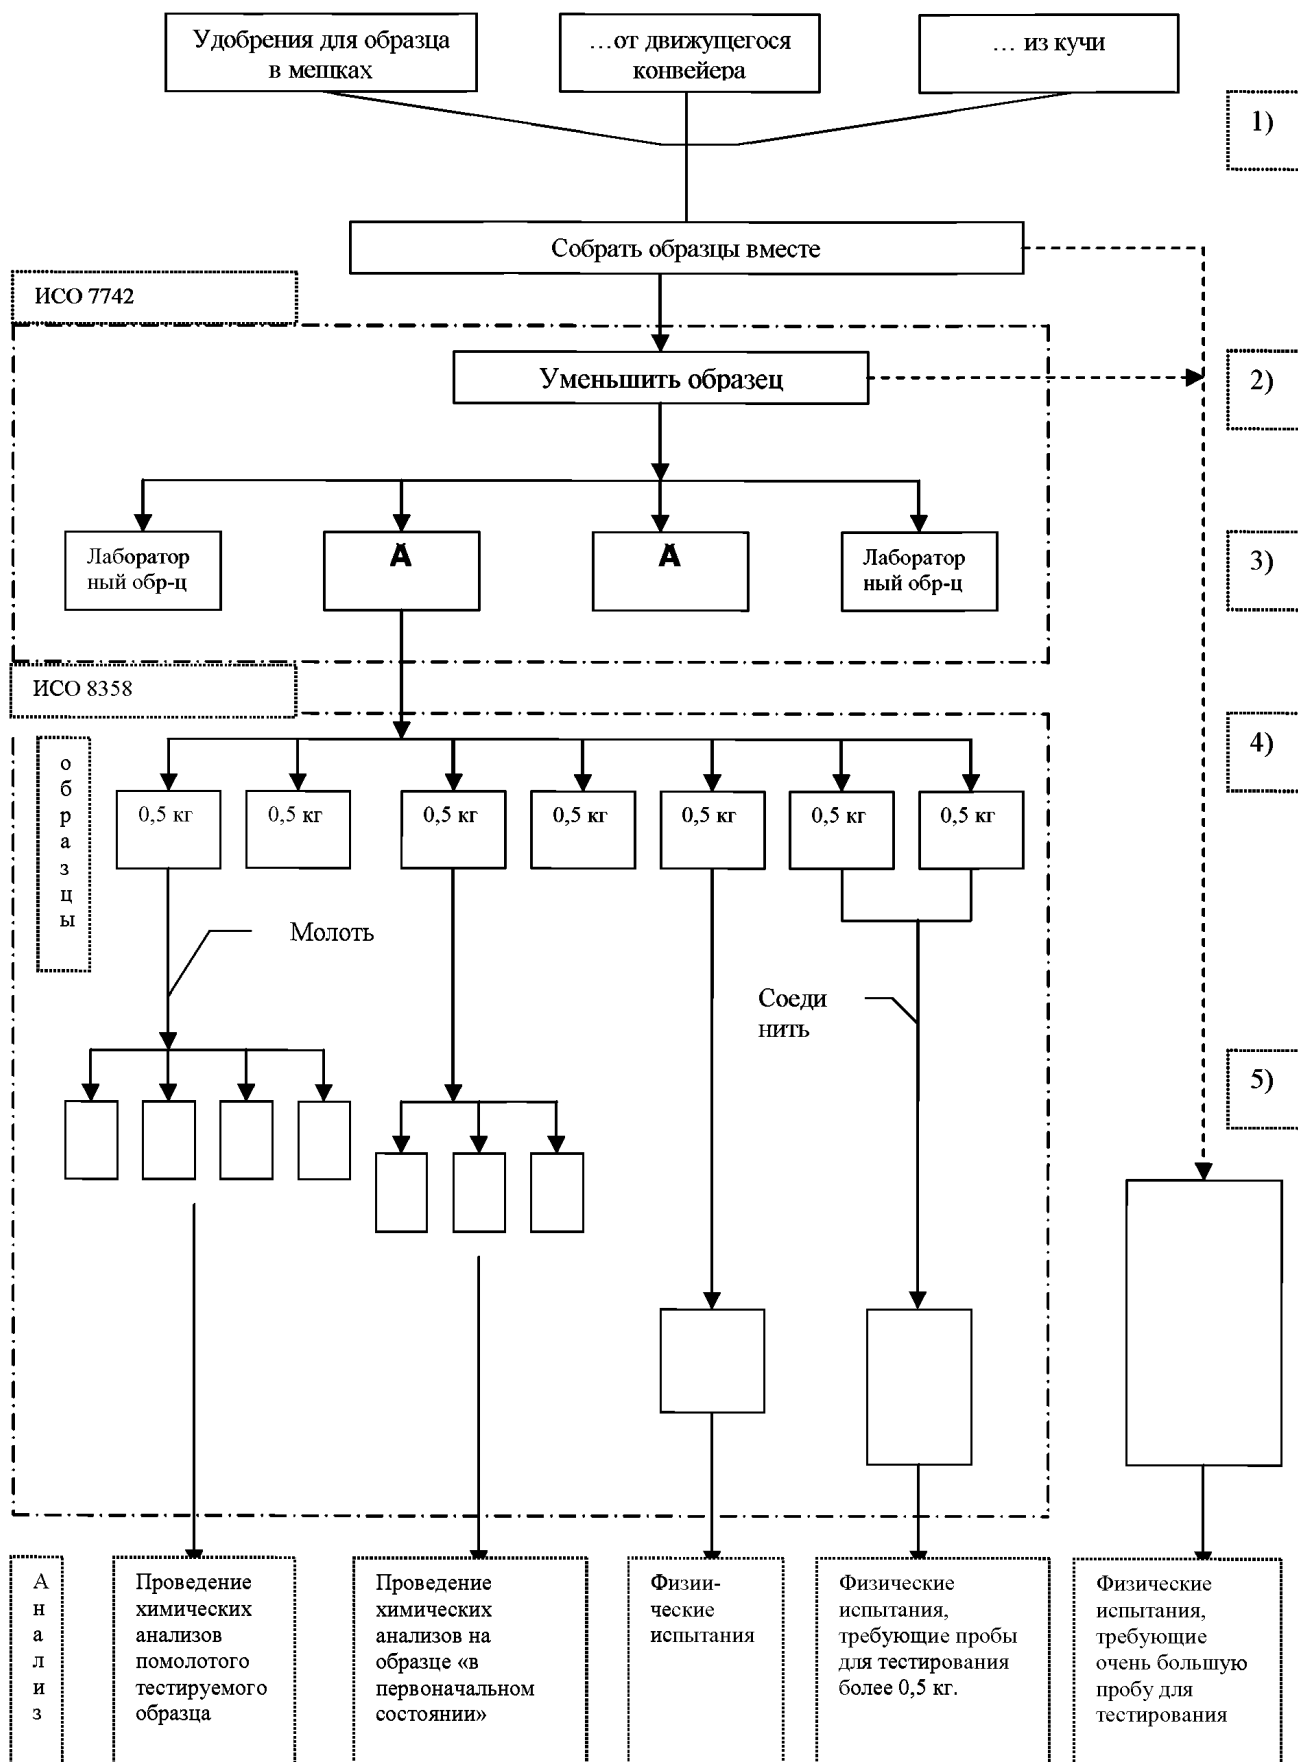 Удобрения для образца
в мешках
…от движущегося
конвейера
… из кучи
1)
Собрать образцы вместе
ИСО 7742
Уменьшить образец
2)
Лаборатор
ный обр-ц
А
А
Лаборатор
ный обр-ц
3)
ИСО 8358
4)
о
б
р
а
з
ц
ы
0,5 кг
0,5 кг
0,5 кг
0,5 кг
0,5 кг
0,5 кг
0,5 кг
Молоть
Соеди
нить
5)
А
н
а
л
и
з
Проведение
химических
анализов
помолотого
тестируемого
образца
Проведение
химических
анализов на
образце «в
первоначальном
состоянии»
Физии-
ческие
испытания
Физические
испытания,
требующие пробы
для тестирования
более 0,5 кг.
Физические
испытания,
требующие
очень большую
пробу для
тестирования